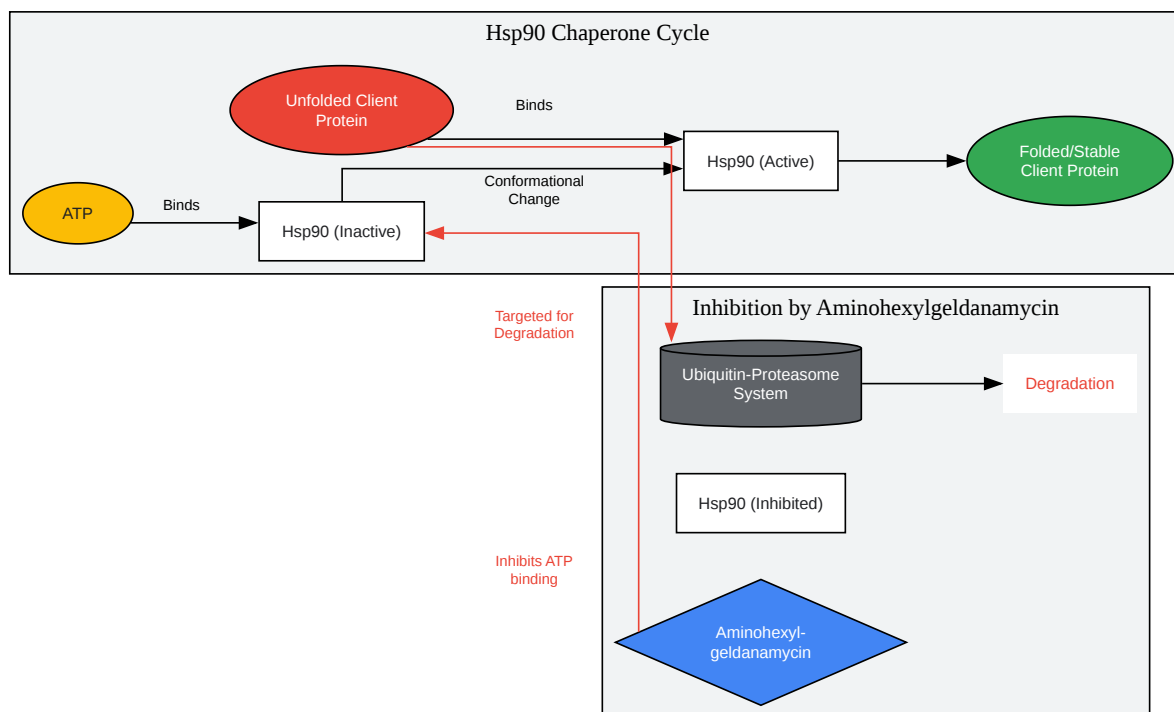 Hsp90 Chaperone Cycle
Unfolded Client
Protein
Binds
Hsp90 (Active)
Folded/Stable
Client Protein
Conformational
Change
ATP
Binds
Hsp90 (Inactive)
Inhibition by Aminohexylgeldanamycin
Targeted for
Degradation
Ubiquitin-Proteasome
System
Degradation
Hsp90 (Inhibited)
Inhibits ATP
binding
Aminohexyl-
geldanamycin